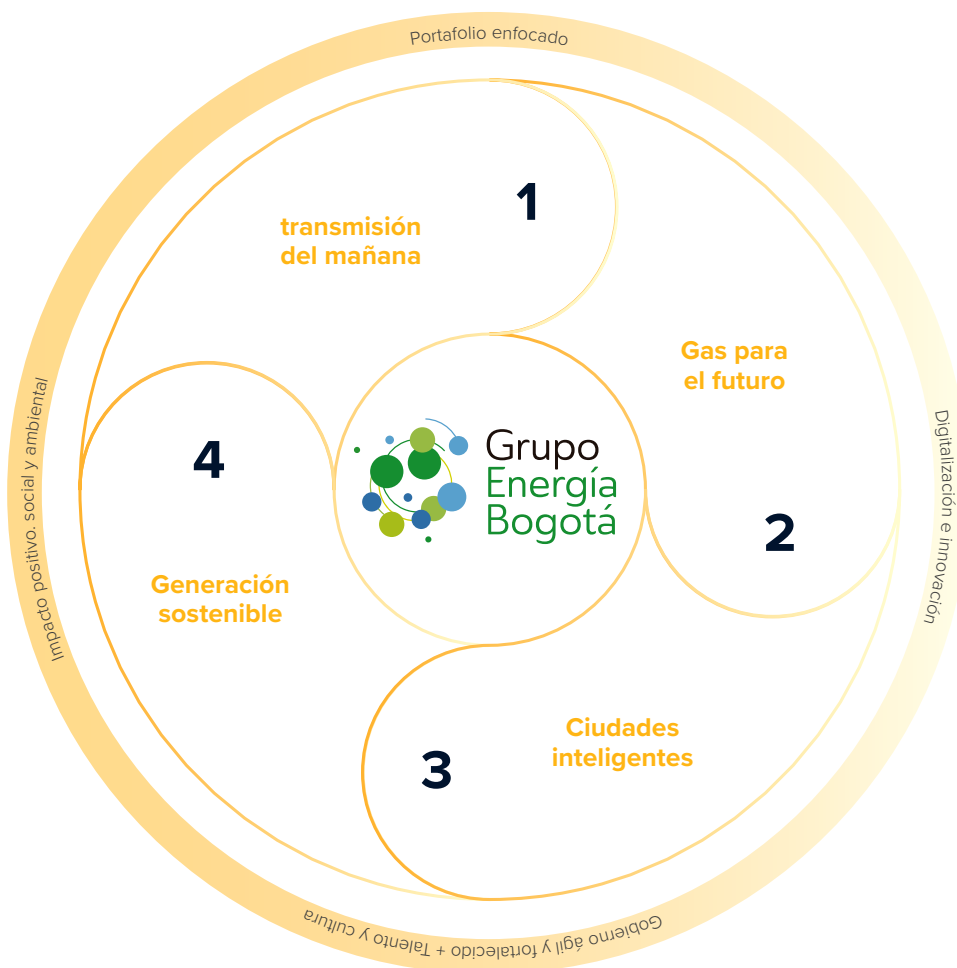 Portafolio enfocado
1
transmisión
del mañana
Gas para
el futuro
2
Digitalización e innovación
4
Generación
sostenible
Impacto positivo. social y ambiental
Grupo
Energía
Bogotá
3
Ciudades
inteligentes
Gobierno ágil y fortalecido + Talento y cultura